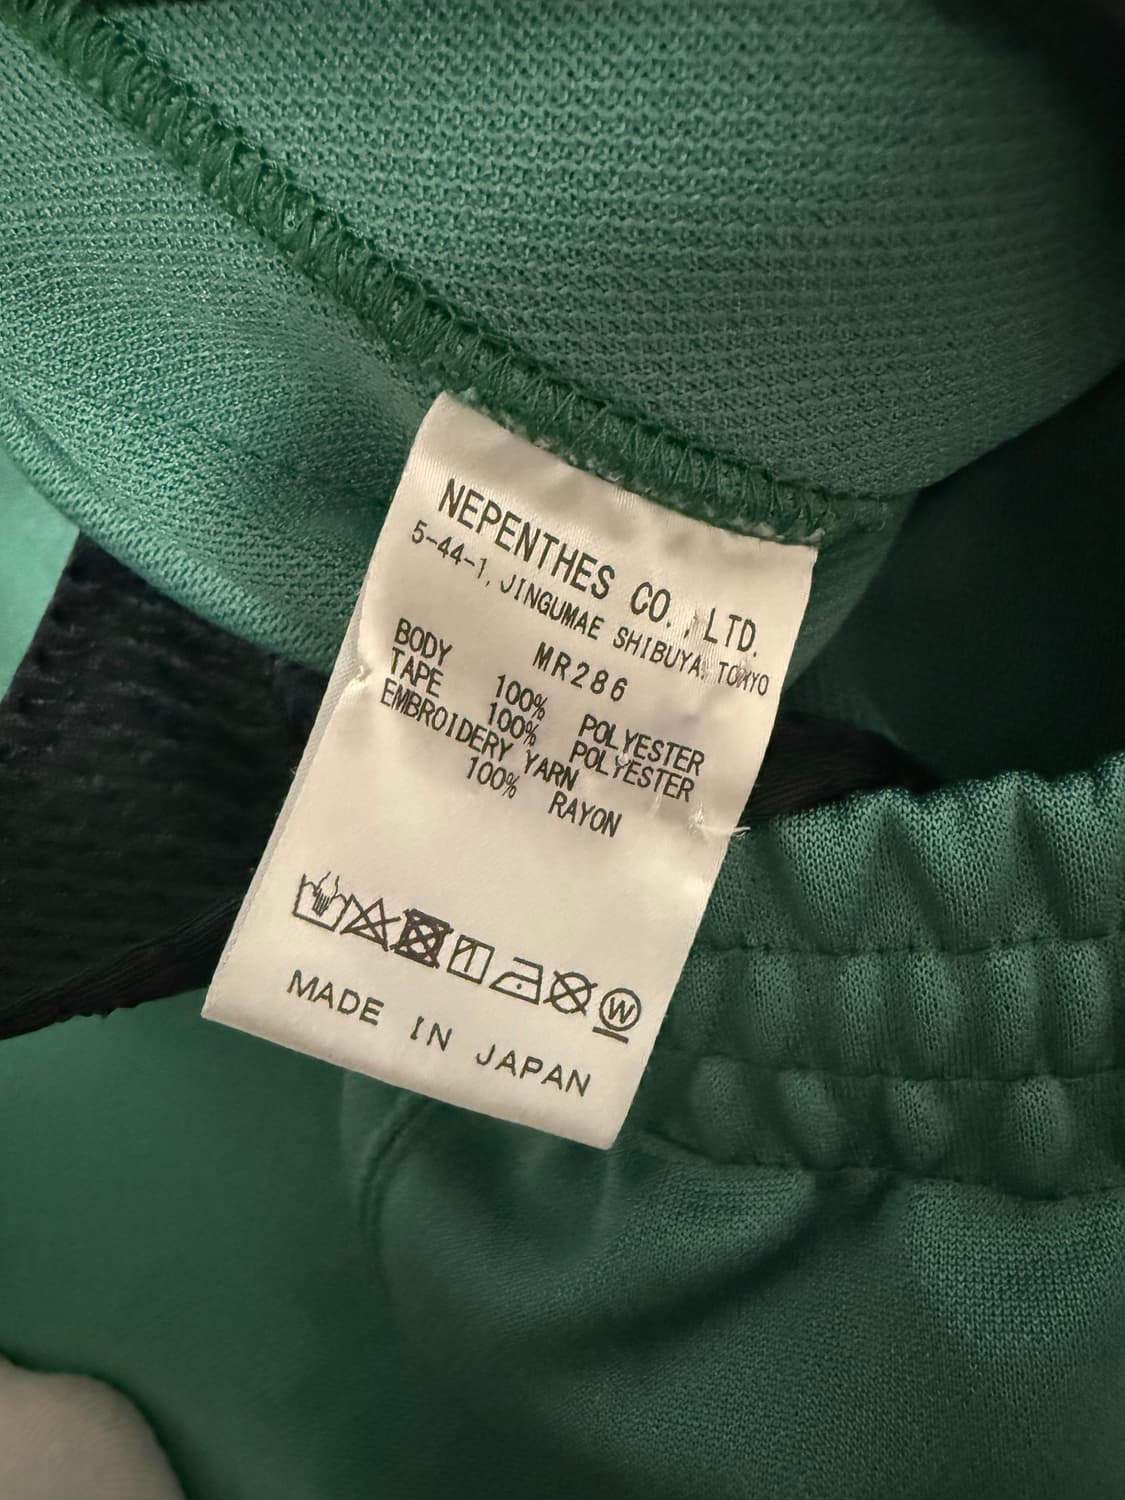 NEPENTHES CO., LTD.
5-44-1, JINGUMAE SHIBUYA, TOKYO
MR286
BODY 100% POLYESTER
TAPE 100% POLYESTER
EMBROIDERY YARN
100% RAYON
W
MADE IN JAPAN